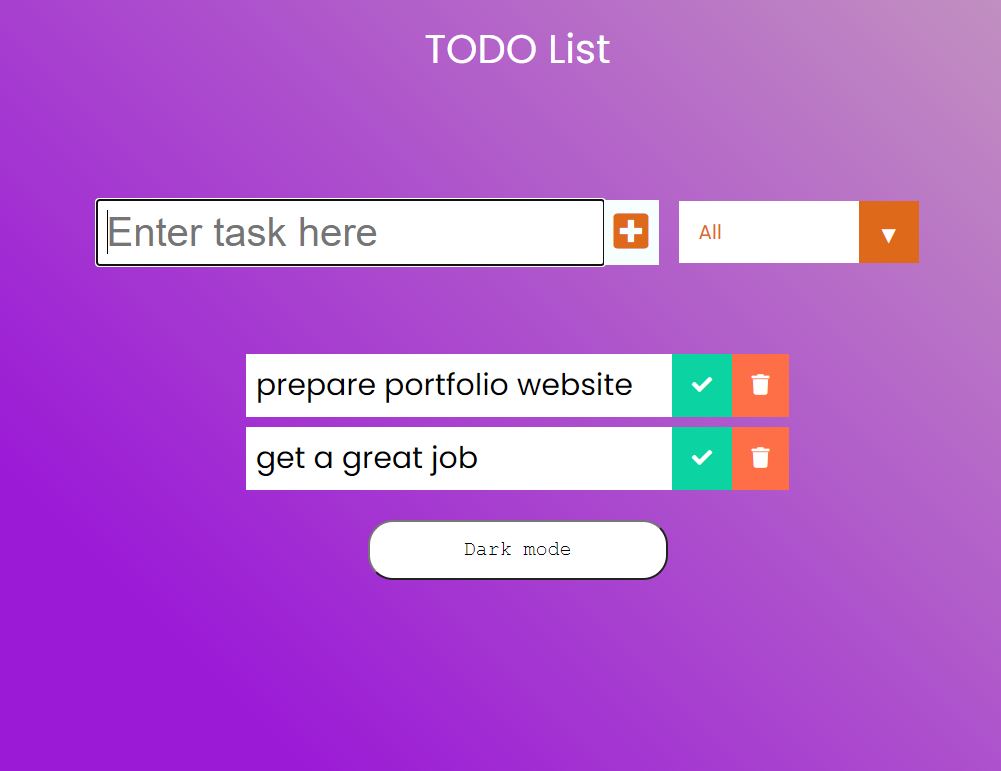 TODO List
Enter task here
All
▼
prepare portfolio website
get a great job
Dark mode